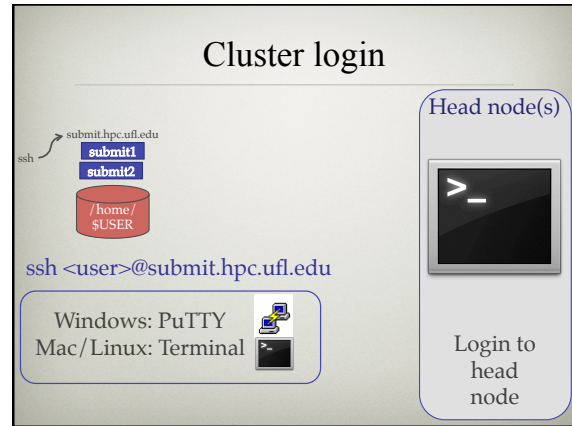 Cluster login
Head node(s)
submit.hpc.ufl.edu
ssh
submit1
submit2
/home/
$USER
ssh <user>@submit.hpc.ufl.edu
Windows: PuTTY
Mac/Linux: Terminal
>_
>_
Login to
head
node